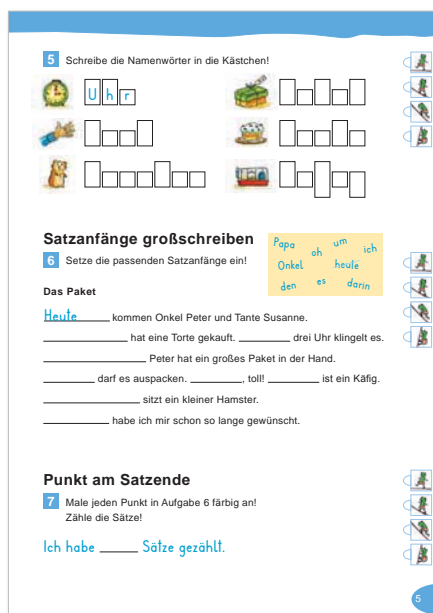 5 Schreibe die Namenwörter in die Kästchen!
Uhr
Satzanfänge großschreiben
6 Setze die passenden Satzanfänge ein!
Papa oh um ich
Onkel heute
den es darin
Das Paket
Heute kommen Onkel Peter und Tante Susanne.
hat eine Torte gekauft. drei Uhr klingelt es.
Peter hat ein großes Paket in der Hand.
darf es auspacken. , toll! ist ein Käfig.
sitzt ein kleiner Hamster.
habe ich mir schon so lange gewünscht.
Punkt am Satzende
7 Male jeden Punkt in Aufgabe 6 färbig an!
Zähle die Sätze!
Ich habe Sätze gezählt.
5